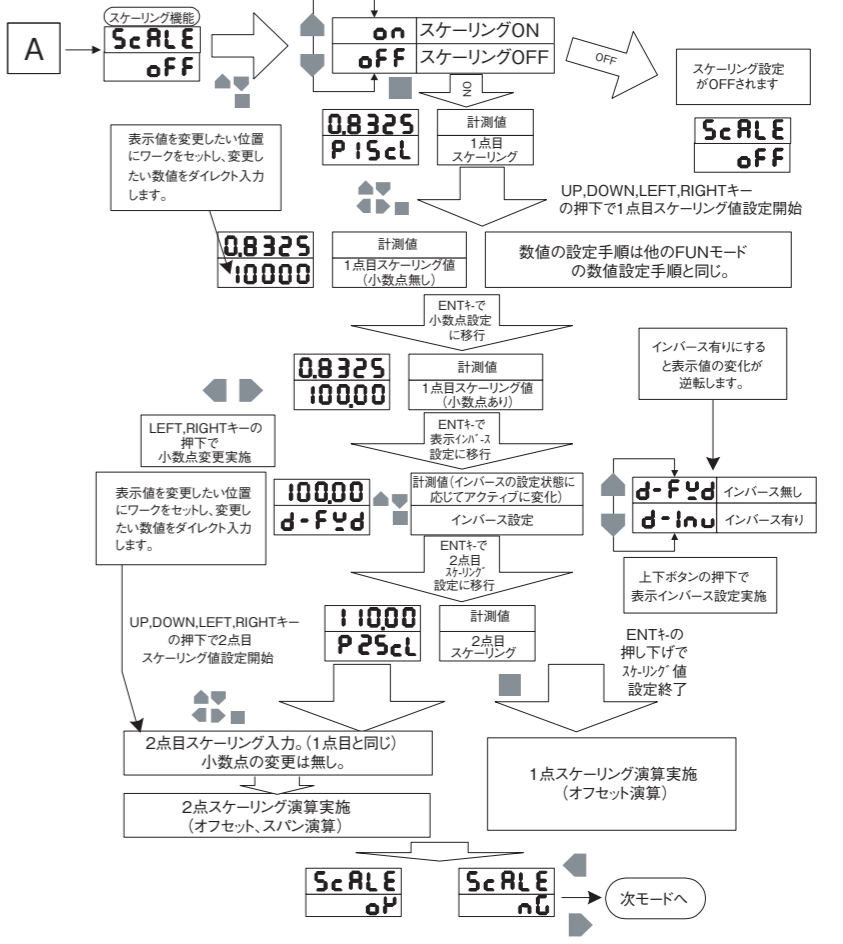 スケーリング機能
A
ScALE
oFF
on
スケーリングON
oFF
スケーリングOFF
OFF
スケーリング設定
がOFFされます
ScALE
oFF
ON
0.8325
計測値
P1ScL
1点目
スケーリング
表示値を変更したい位置
にワークをセットし、変更し
たい数値をダイレクト入力
します。
UP,DOWN,LEFT,RIGHTキー
の押下で1点目スケーリング値設定開始
0.8325
計測値
10000
1点目スケーリング値
(小数点無し)
数値の設定手順は他のFUNモード
の数値設定手順と同じ。
ENTキーで
小数点設定
に移行
0.8325
計測値
100.00
1点目スケーリング値
(小数点あり)
インバース有りにする
と表示値の変化が
逆転します。
LEFT,RIGHTキーの
押下で
小数点変更実施
ENTキーで
表示インバース
設定に移行
表示値を変更したい位置
にワークをセットし、変更し
たい数値をダイレクト入力
します。
100.00
計測値(インバースの設定状態に
応じてアクティブに変化)
d-Fwd
インバース設定
d-Fwd
インバース無し
d-Inv
インバース有り
ENTキーで
2点目
スケーリング
設定に移行
上下ボタンの押下で
表示インバース設定実施
110.00
計測値
P2ScL
2点目
スケーリング
UP,DOWN,LEFT,RIGHTキー
の押下で2点目
スケーリング値設定開始
ENTキーの
押し下げで
スケーリング値
設定終了
2点目スケーリング入力。(1点目と同じ)
小数点の変更は無し。
1点スケーリング演算実施
(オフセット演算)
2点スケーリング演算実施
(オフセット、スパン演算)
ScALE
oK
ScALE
nG
次モードへ